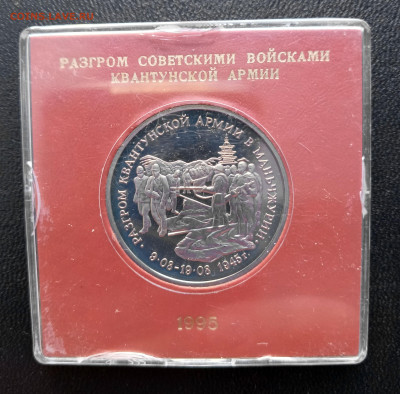 РАЗГРОМ СОВЕТСКИМИ ВОЙСКАМИ
КВАНТУНСКОЙ АРМИИ
• РАЗГРОМ КВАНТУНСКОЙ АРМИИ В МАНЬЧЖУРИИ •
9·08-19·08 1945г.
1995